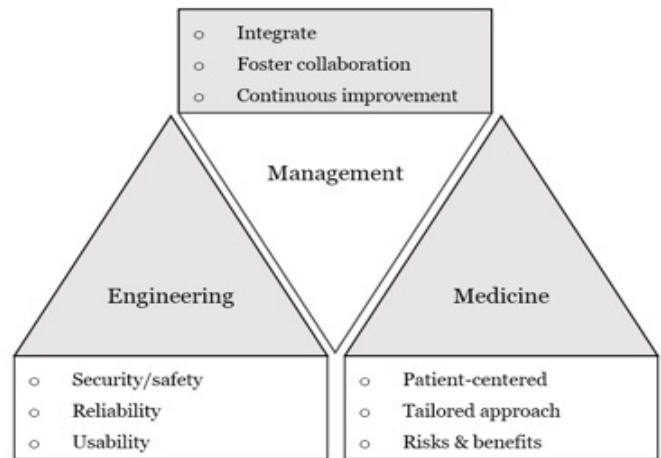 o Integrate
o Foster collaboration
o Continuous improvement
Management
Engineering
Medicine
o Security/safety
o Reliability
o Usability
o Patient-centered
o Tailored approach
o Risks & benefits